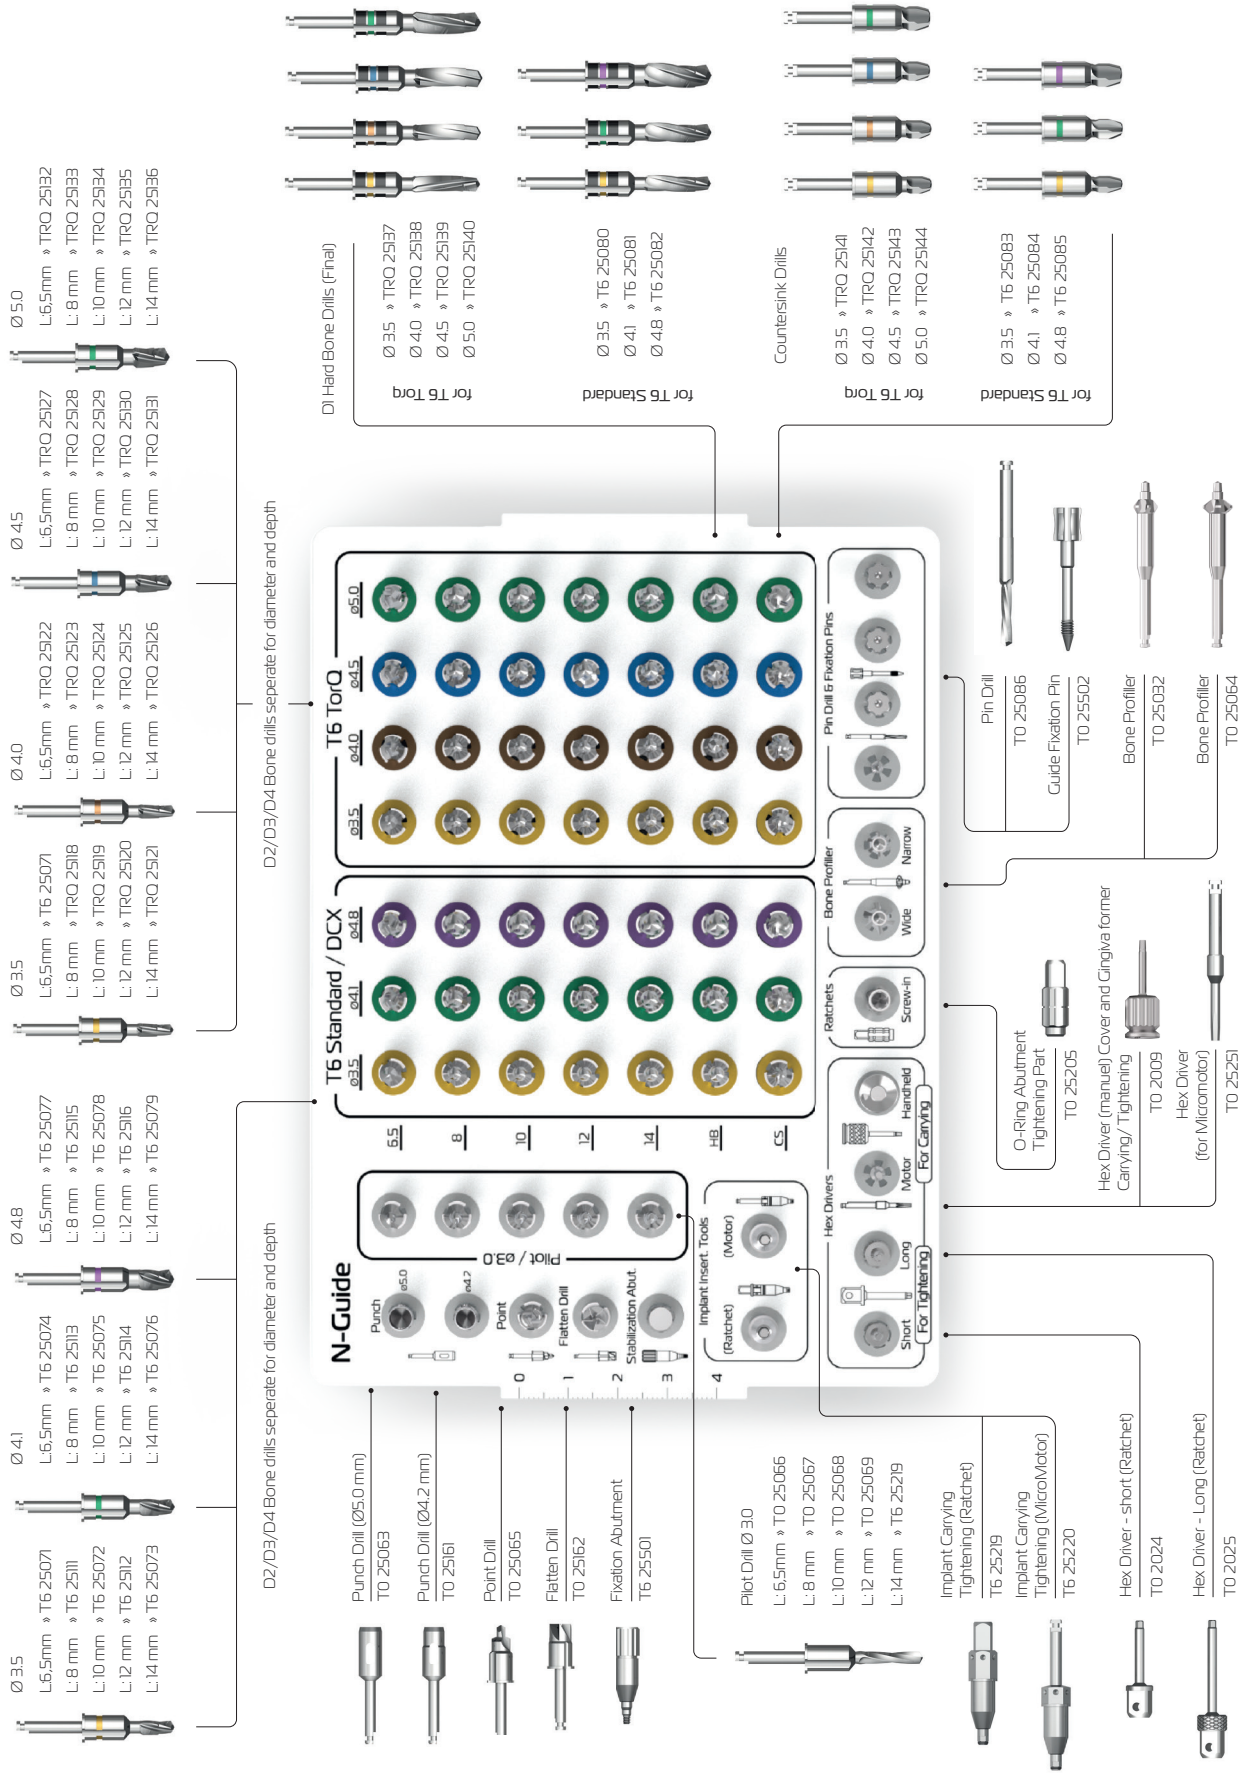 Ø 3.5
L:6,5mm » T6 25071
L: 8 mm » T6 25111
L: 10 mm » T6 25072
L: 12 mm » T6 25112
L: 14 mm » T6 25073
Ø 4.1
L:6,5mm » T6 25074
L: 8 mm » T6 25113
L: 10 mm » T6 25075
L: 12 mm » T6 25114
L: 14 mm » T6 25076
Ø 4.8
L:6,5mm » T6 25077
L: 8 mm » T6 25115
L: 10 mm » T6 25078
L: 12 mm » T6 25116
L: 14 mm » T6 25079
D2/D3/D4 Bone drills seperate for diameter and depth
Ø 3.5
L:6,5mm » T6 25071
L: 8 mm » TRQ 25118
L: 10 mm » TRQ 25119
L: 12 mm » TRQ 25120
L: 14 mm » TRQ 25121
Ø 4.0
L:6,5mm » TRQ 25122
L: 8 mm » TRQ 25123
L: 10 mm » TRQ 25124
L: 12 mm » TRQ 25125
L: 14 mm » TRQ 25126
Ø 4.5
L:6,5mm » TRQ 25127
L: 8 mm » TRQ 25128
L: 10 mm » TRQ 25129
L: 12 mm » TRQ 25130
L: 14 mm » TRQ 25131
Ø 5.0
L:6,5mm » TRQ 25132
L: 8 mm » TRQ 25133
L: 10 mm » TRQ 25134
L: 12 mm » TRQ 25135
L: 14 mm » TRQ 25136
D2/D3/D4 Bone drills seperate for diameter and depth
Punch Drill (Ø5.0 mm)
TO 25063
Punch Drill (Ø4.2 mm)
TO 25161
Point Drill
TO 25065
Flatten Drill
TO 25162
Fixation Abutment
T6 25501
N-Guide
Punch
ø5.0
ø4.2
Point
Flatten Drill
Stabilization Abut.
0
1
2
3
4
Pilot / ø3.0
6.5
8
10
12
14
HB
CS
T6 Standard / DCX
ø3.5
ø4.1
ø4.8
T6 TorQ
ø3.5
ø4.0
ø4.5
ø5.0
Implant Insert. Tools
(Ratchet)
(Motor)
Hex Drivers
Short
Long
Motor
Handheld
For Tightening
For Carrying
Ratchets
Screw-in
Bone Profiller
Wide
Narrow
Pin Drill & Fixation Pins
D1 Hard Bone Drills (Final)
for T6 Torq
Ø 3.5 » TRQ 25137
Ø 4.0 » TRQ 25138
Ø 4.5 » TRQ 25139
Ø 5.0 » TRQ 25140
for T6 Standard
Ø 3.5 » T6 25080
Ø 4.1 » T6 25081
Ø 4.8 » T6 25082
Countersink Drills
for T6 Torq
Ø 3.5 » TRQ 25141
Ø 4.0 » TRQ 25142
Ø 4.5 » TRQ 25143
Ø 5.0 » TRQ 25144
for T6 Standard
Ø 3.5 » T6 25083
Ø 4.1 » T6 25084
Ø 4.8 » T6 25085
Pilot Drill Ø 3.0
L: 6,5mm » TO 25066
L: 8 mm » TO 25067
L: 10 mm » TO 25068
L: 12 mm » TO 25069
L: 14 mm » T6 25219
Implant Carrying
Tightening (Ratchet)
T6 25219
Implant Carrying
Tightening (MicroMotor)
T6 25220
Hex Driver - short (Ratchet)
TO 2024
Hex Driver - Long (Ratchet)
TO 2025
O-Ring Abutment
Tightening Part
TO 25205
Hex Driver (manuel) Cover and Gingiva former
Carrying/ Tightening
TO 2009
Hex Driver
(for Micromotor)
TO 25251
Pin Drill
TO 25086
Guide Fixation Pin
TO 25502
Bone Profiller
TO 25032
Bone Profiller
TO 25064